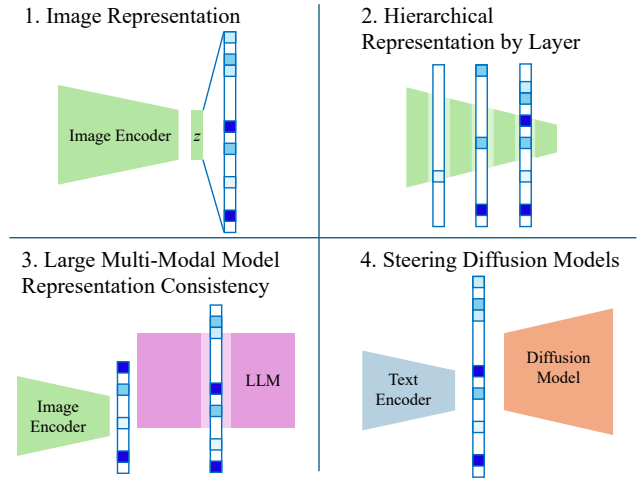 1. Image Representation
Image Encoder
z
2. Hierarchical
Representation by Layer
3. Large Multi-Modal Model
Representation Consistency
Image
Encoder
LLM
4. Steering Diffusion Models
Text
Encoder
Diffusion
Model